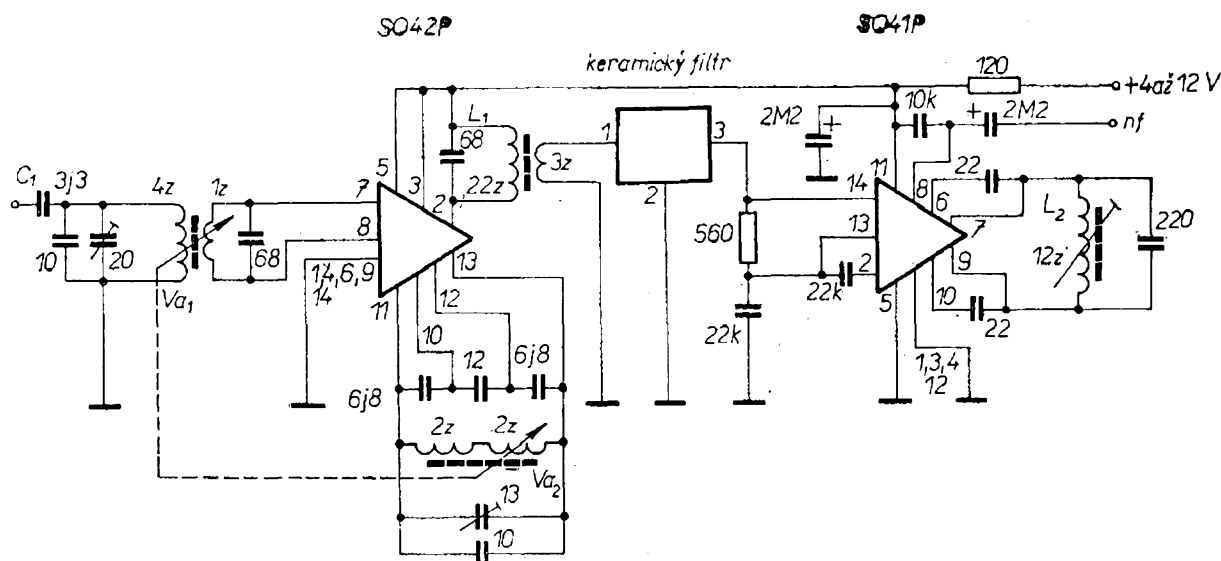 SO42P
SO41P
keramický filtr
120
+4až 12 V
10k
2M2
+
+
2M2
nf
L1
68
1
3
5
3
2
22z
3z
2
C1
3j3
4z
1z
7
14
11
8
6
22
10
20
68
8
13
560
13
7
L2
220
Va1
1,4,6,9
14
2
9
12z
11
13
12
22k
10
22
10
5
22k
6j8
12
6j8
1,3,4
12
2z
2z
Va2
13
10